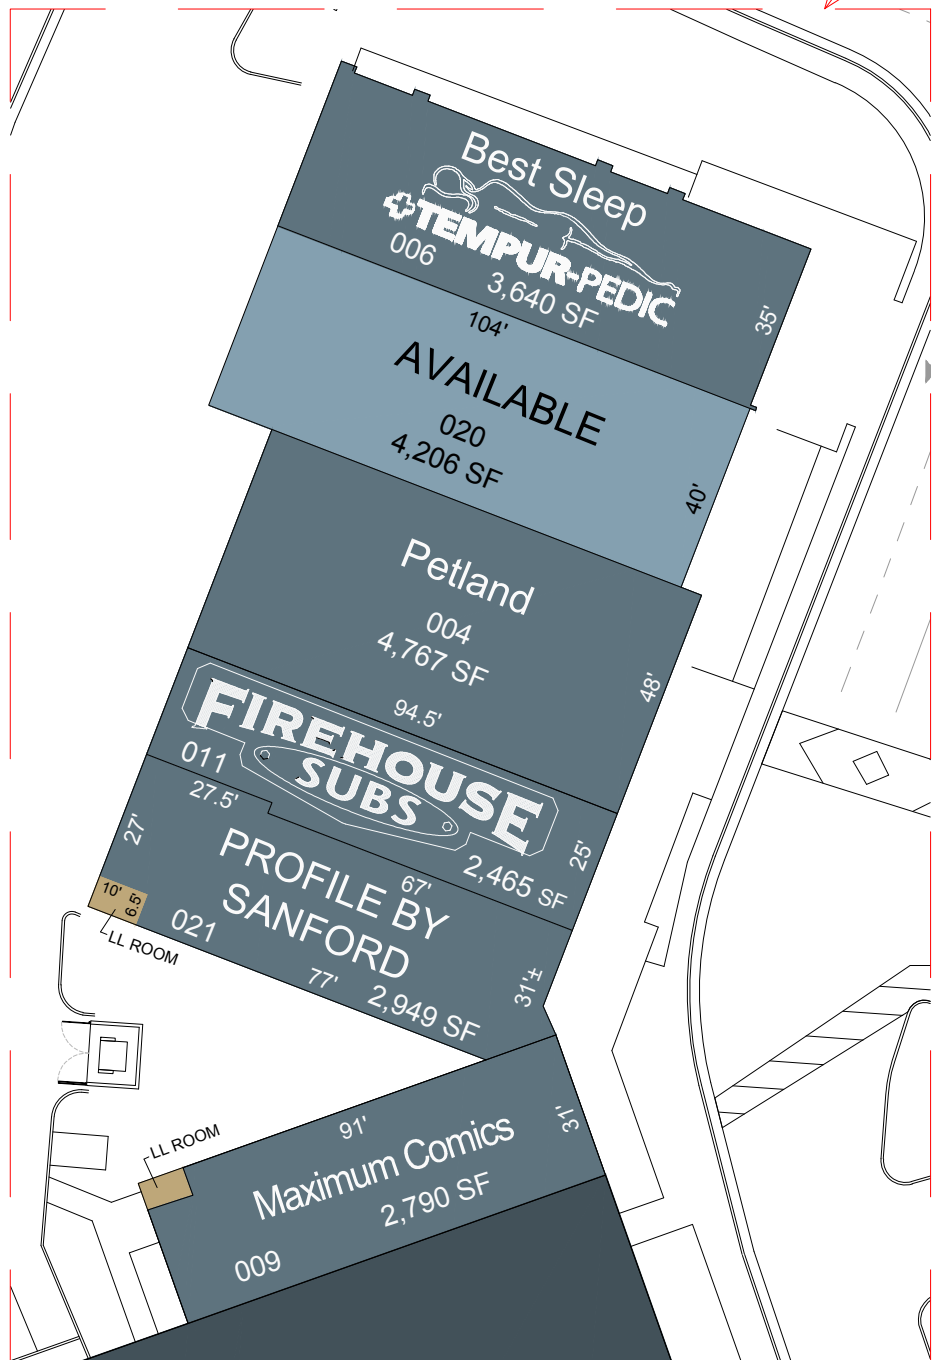 Best Sleep
TEMPUR-PEDIC
006
3,640 SF
35'
104'
AVAILABLE
020
4,206 SF
40'
Petland
004
4,767 SF
48'
94.5'
FIREHOUSE
SUBS
011
2,465 SF
25'
27.5'
27'
PROFILE BY
SANFORD
67'
10'
6.5'
LL ROOM
021
77'
2,949 SF
31'±
LL ROOM
91'
31'
Maximum Comics
2,790 SF
009